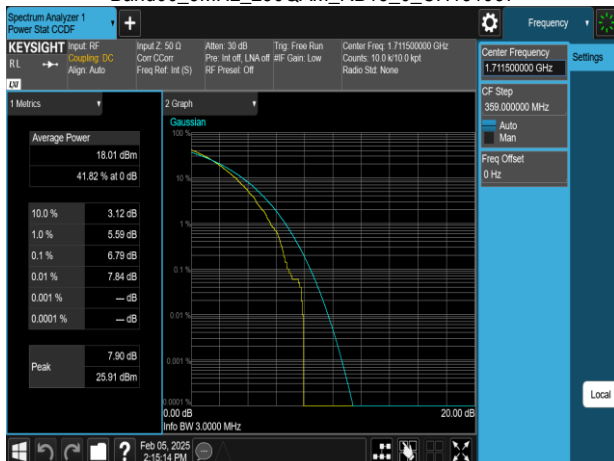 Spectrum Analyzer 1
Power Stat CCDF
Frequency
KEYSIGHT
RL
LXI
Input: RF
Coupling: DC
Align: Auto
Input Z: 50 Ω
Corr CCorr
Freq Ref: Int (S)
Atten: 30 dB
Pre: Int off, LNA off
RF Preset: Off
Trig: Free Run
#IF Gain: Low
Center Freq: 1.711500000 GHz
Counts: 10.0 k/10.0 kpt
Radio Std: None
Center Frequency
1.711500000 GHz
Settings
CF Step
359.000000 MHz
Auto
Man
Freq Offset
0 Hz
1 Metrics
Average Power
18.01 dBm
41.82 % at 0 dB
10.0 % 3.12 dB
1.0 % 5.59 dB
0.1 % 6.79 dB
0.01 % 7.84 dB
0.001 % --- dB
0.0001 % --- dB
Peak
7.90 dB
25.91 dBm
2 Graph
Gaussian
100 %
10 %
1 %
0.1 %
0.01 %
0.001 %
0.0001 %
0.00 dB
20.00 dB
Info BW 3.0000 MHz
Local
?
Feb 05, 2025
2:15:14 PM